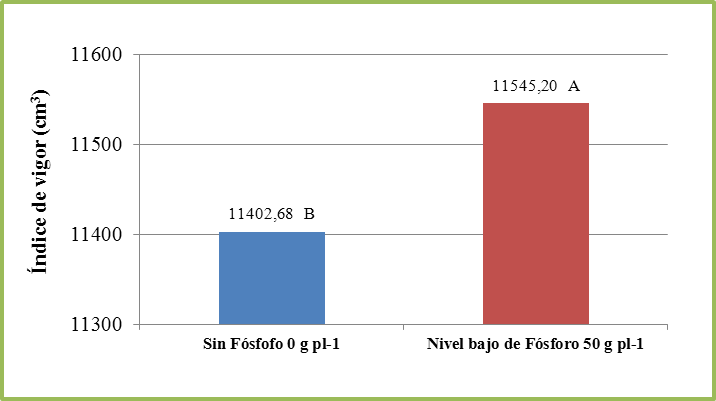 Índice de vigor (cm³)
11600
11500
11400
11300
11402,68 B
11545,20 A
Sin Fósfofo 0 g pl-1
Nivel bajo de Fósforo 50 g pl-1